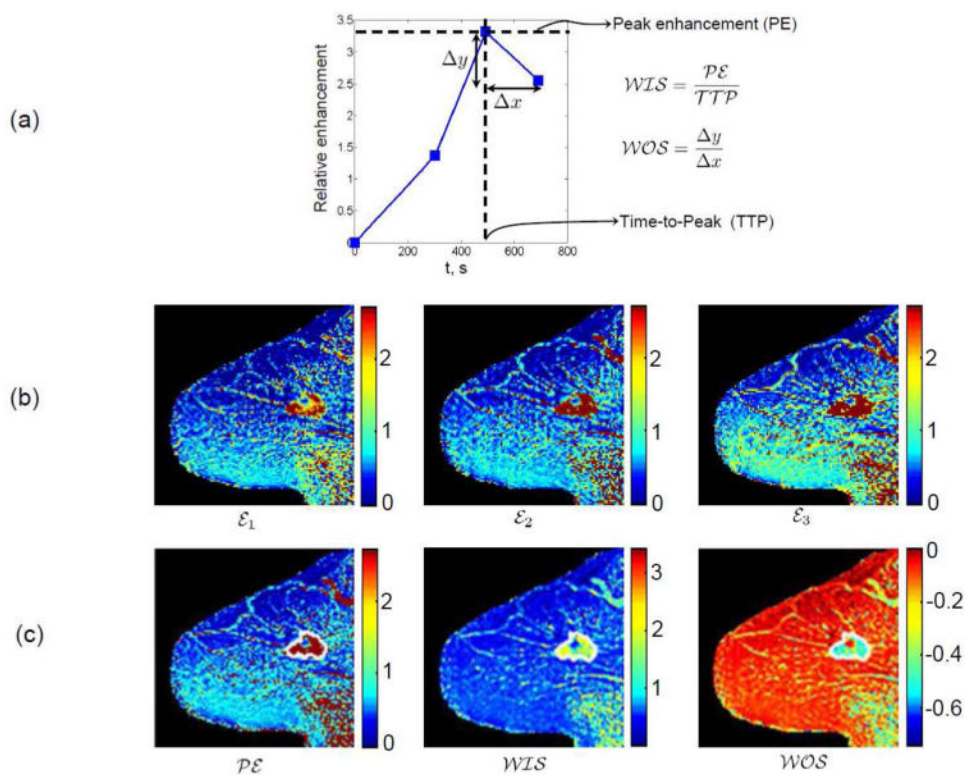 (a)
Relative enhancement
3.5
3
2.5
2
1.5
1
0.5
0
0 200 400 600 800
t, s
Δy
Δx
Peak enhancement (PE)
WIS = PE / TTP
WOS = Δy / Δx
Time-to-Peak (TTP)
(b)
2
1
0
2
1
0
2
1
0
ε₁ ε₂ ε₃
(c)
2
1
0
3
2
1
0
-0.2
-0.4
-0.6
PE WIS WOS